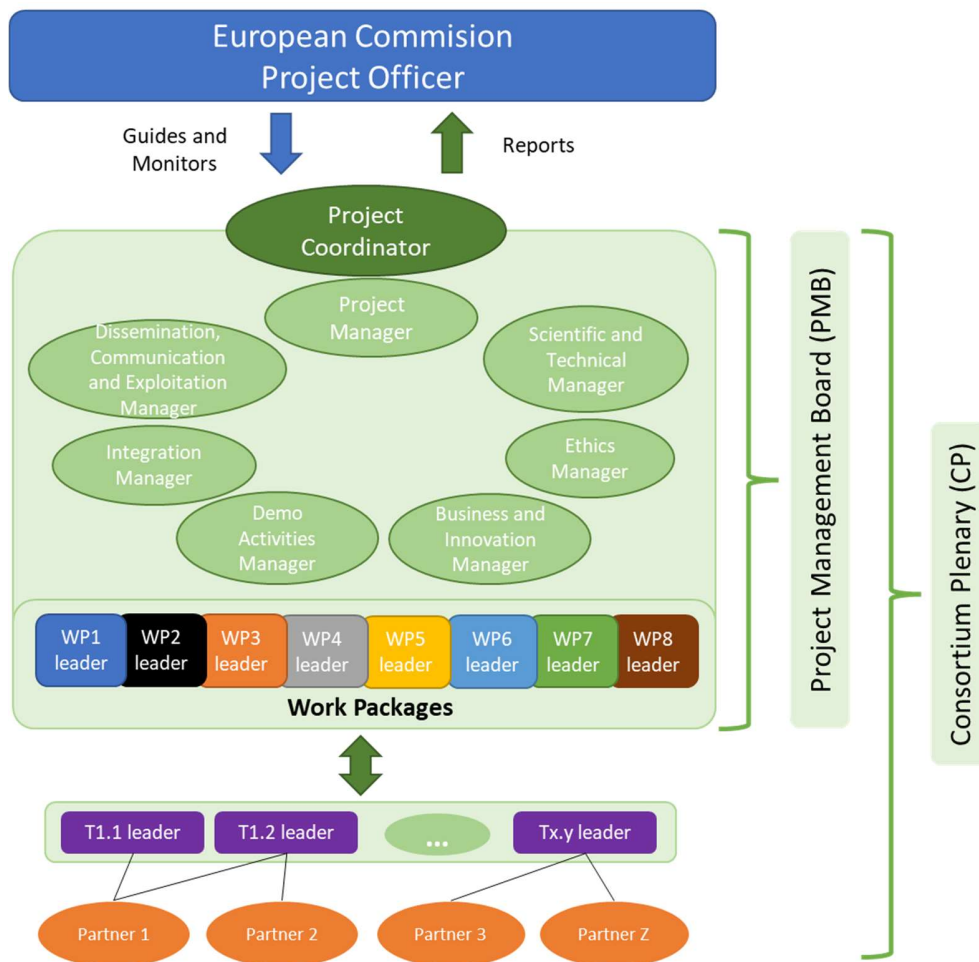 European Commision
Project Officer
Guides and
Monitors
Reports
Project
Coordinator
Project
Manager
Dissemination,
Communication
and Exploitation
Manager
Scientific and
Technical
Manager
Integration
Manager
Ethics
Manager
Demo
Activities
Manager
Business and
Innovation
Manager
WP1
leader
WP2
leader
WP3
leader
WP4
leader
WP5
leader
WP6
leader
WP7
leader
WP8
leader
Work Packages
T1.1 leader
T1.2 leader
...
Tx.y leader
Partner 1
Partner 2
Partner 3
Partner Z
Project Management Board (PMB)
Consortium Plenary (CP)